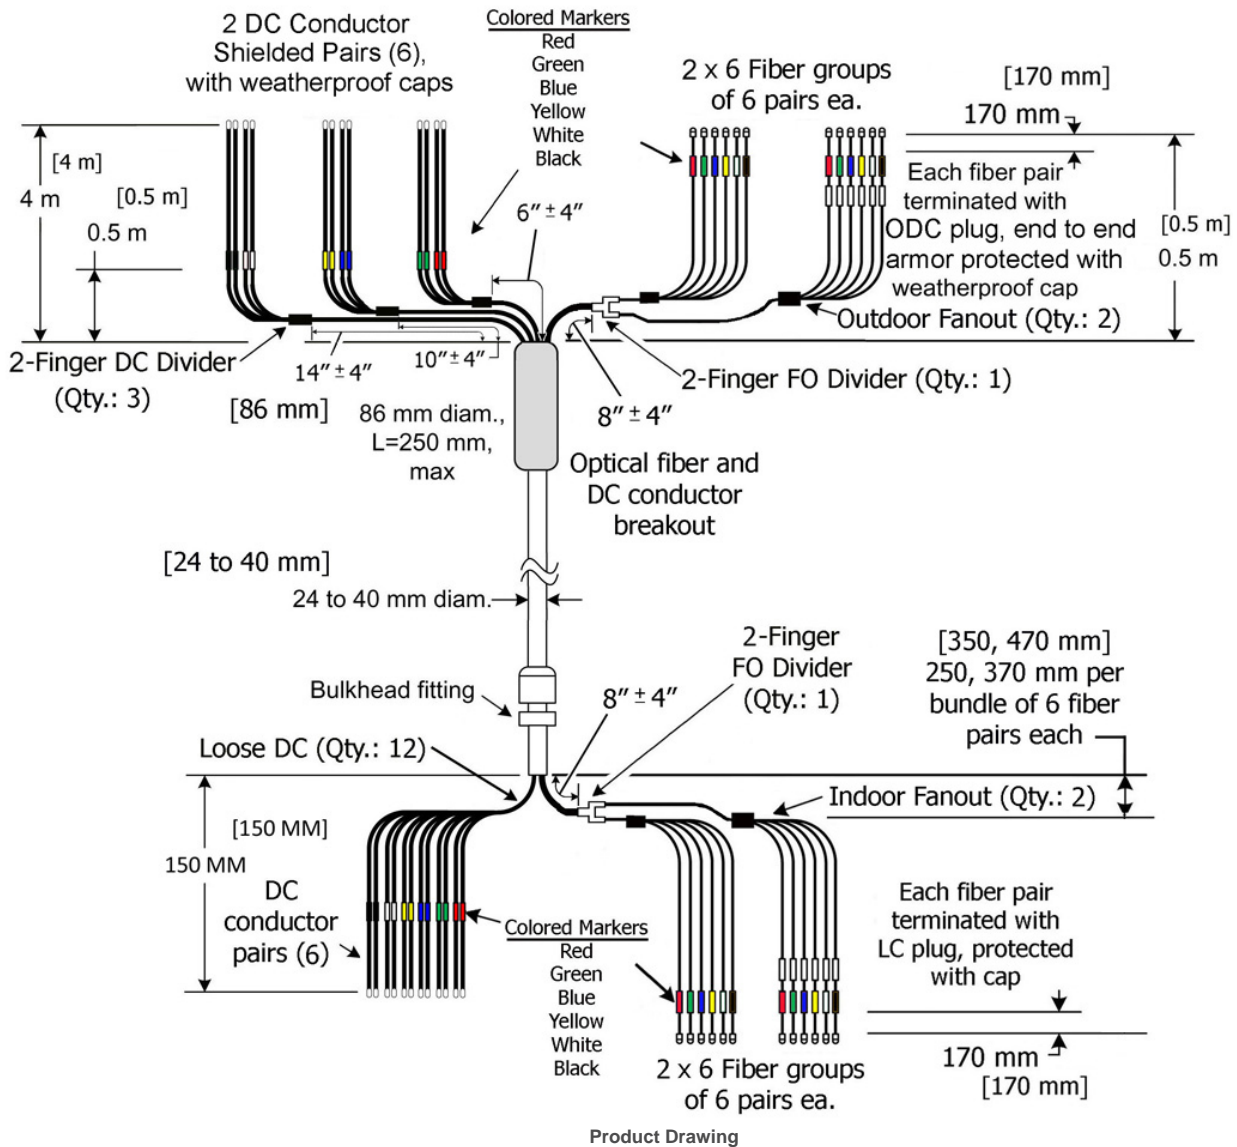 2 DC Conductor
Shielded Pairs (6),
with weatherproof caps
Colored Markers
Red
Green
Blue
Yellow
White
Black
2 x 6 Fiber groups
of 6 pairs ea.
[170 mm]
170 mm
[4 m]
4 m
[0.5 m]
0.5 m
6" ± 4"
Each fiber pair
terminated with
ODC plug, end to end
armor protected with
weatherproof cap
[0.5 m]
0.5 m
Outdoor Fanout (Qty.: 2)
2-Finger DC Divider
(Qty.: 3)
14" ± 4"
10" ± 4"
2-Finger FO Divider (Qty.: 1)
8" ± 4"
[86 mm]
86 mm diam.,
L=250 mm,
max
Optical fiber and
DC conductor
breakout
[24 to 40 mm]
24 to 40 mm diam.
Bulkhead fitting
8" ± 4"
2-Finger
FO Divider
(Qty.: 1)
[350, 470 mm]
250, 370 mm per
bundle of 6 fiber
pairs each
Loose DC (Qty.: 12)
Indoor Fanout (Qty.: 2)
[150 MM]
150 MM
DC
conductor
pairs (6)
Colored Markers
Red
Green
Blue
Yellow
White
Black
Each fiber pair
terminated with
LC plug, protected
with cap
170 mm
[170 mm]
2 x 6 Fiber groups
of 6 pairs ea.
Product Drawing